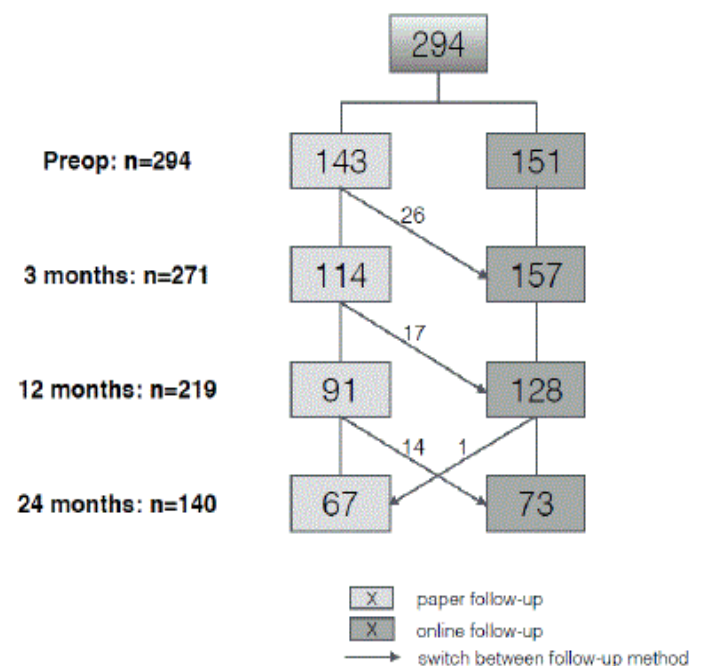 294
Preop: n=294
143
151
26
3 months: n=271
114
157
17
12 months: n=219
91
128
14
1
24 months: n=140
67
73
X paper follow-up
X online follow-up
switch between follow-up method